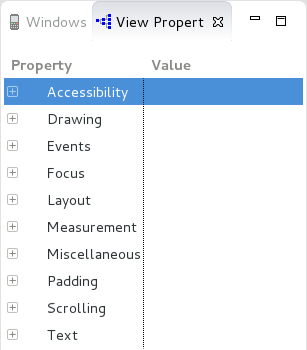 Windows View Propert
Property Value
Accessibility
Drawing
Events
Focus
Layout
Measurement
Miscellaneous
Padding
Scrolling
Text